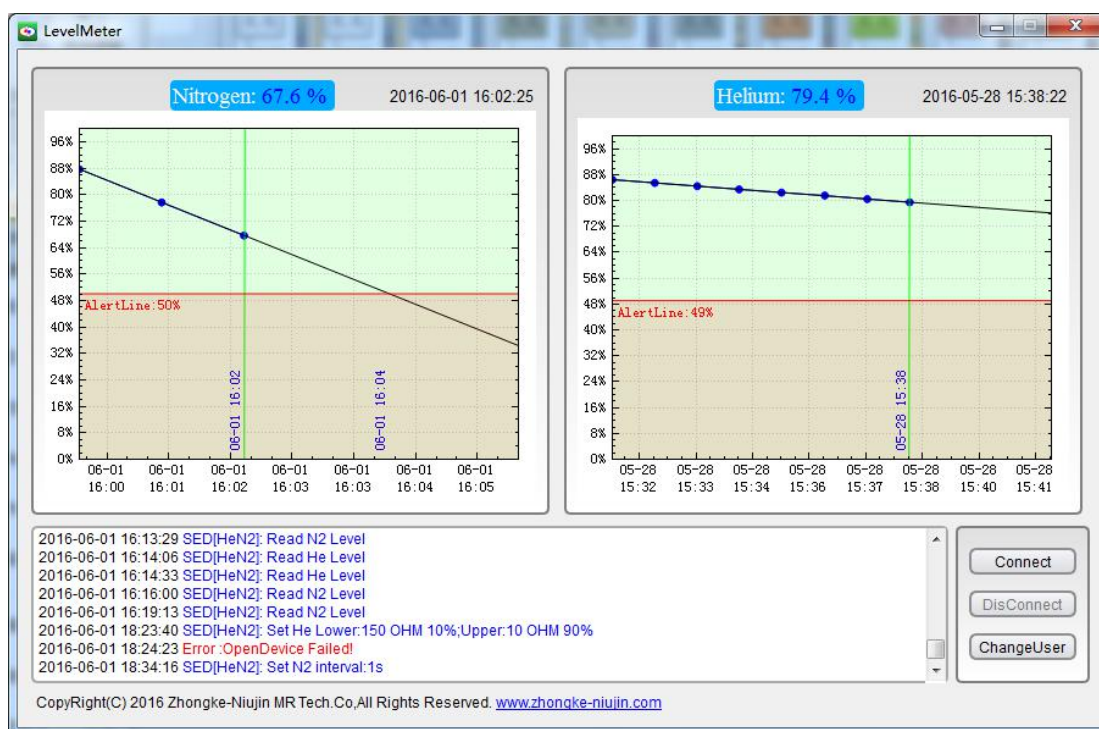 LevelMeter
Nitrogen: 67.6 %
2016-06-01 16:02:25
96%
88%
80%
72%
64%
56%
48%
40%
32%
24%
16%
8%
0%
AlertLine:50%
06-01 16:02
06-01 16:04
06-01 06-01 06-01 06-01 06-01 06-01 06-01
16:00 16:01 16:02 16:03 16:03 16:04 16:05
Helium: 79.4 %
2016-05-28 15:38:22
96%
88%
80%
72%
64%
56%
48%
40%
32%
24%
16%
8%
0%
AlertLine:49%
05-28 15:38
05-28 05-28 05-28 05-28 05-28 05-28 05-28 05-28
15:32 15:33 15:34 15:36 15:37 15:38 15:40 15:41
2016-06-01 16:13:29 SED[HeN2]: Read N2 Level
2016-06-01 16:14:06 SED[HeN2]: Read He Level
2016-06-01 16:14:33 SED[HeN2]: Read He Level
2016-06-01 16:16:00 SED[HeN2]: Read N2 Level
2016-06-01 16:19:13 SED[HeN2]: Read N2 Level
2016-06-01 18:23:40 SED[HeN2]: Set He Lower:150 OHM 10%;Upper:10 OHM 90%
2016-06-01 18:24:23 Error :OpenDevice Failed!
2016-06-01 18:34:16 SED[HeN2]: Set N2 interval:1s
Connect
DisConnect
ChangeUser
CopyRight(C) 2016 Zhongke-Niujin MR Tech.Co,All Rights Reserved. www.zhongke-niujin.com